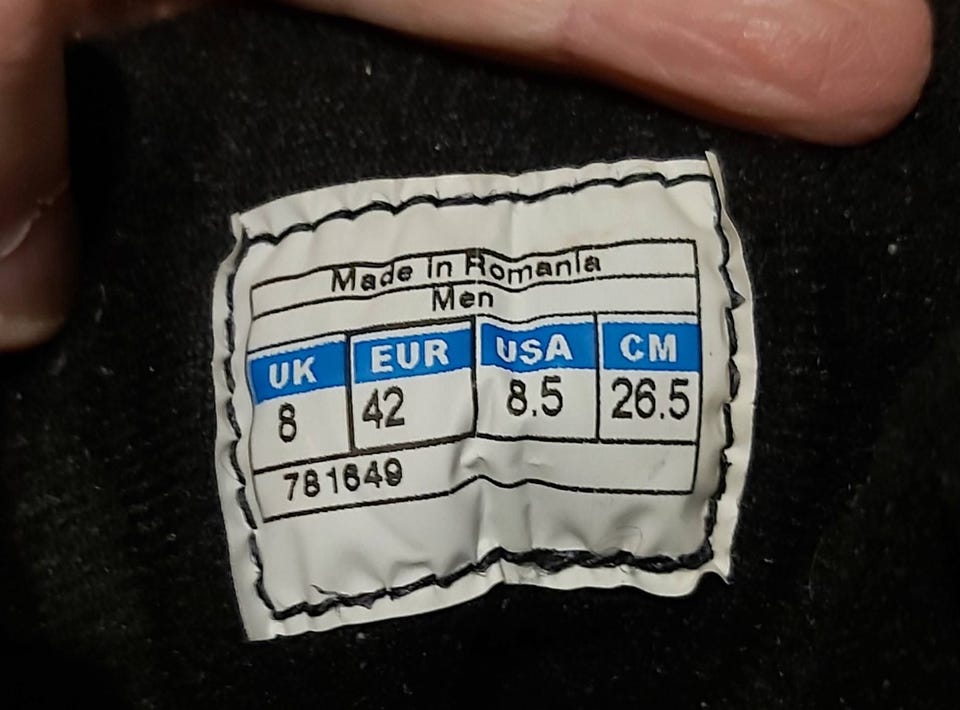 Made in Romania
Men
UK EUR USA CM
8 42 8.5 26.5
781649